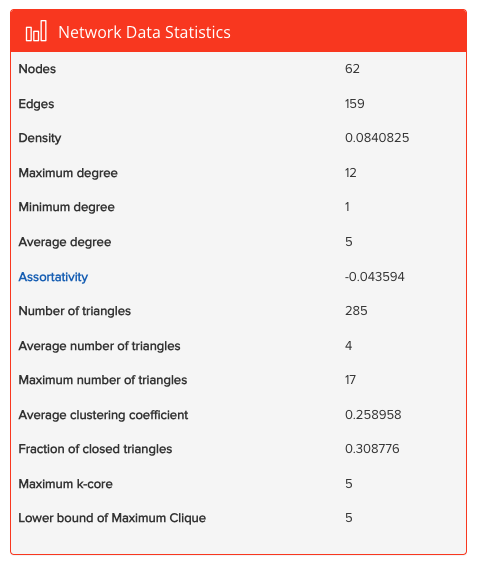 Network Data Statistics
Nodes 62
Edges 159
Density 0.0840825
Maximum degree 12
Minimum degree 1
Average degree 5
Assortativity -0.043594
Number of triangles 285
Average number of triangles 4
Maximum number of triangles 17
Average clustering coefficient 0.258958
Fraction of closed triangles 0.308776
Maximum k-core 5
Lower bound of Maximum Clique 5